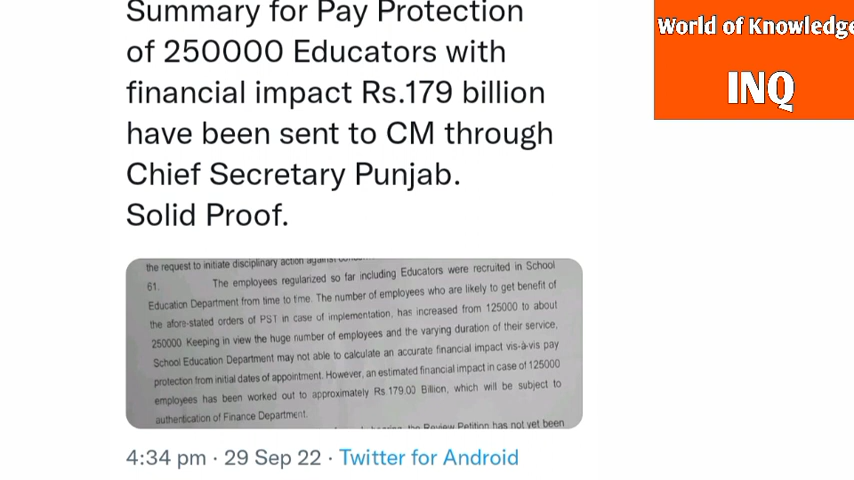 Summary for Pay Protection
of 250000 Educators with
financial impact Rs.179 billion
have been sent to CM through
Chief Secretary Punjab.
Solid Proof.
World of Knowledge
INQ
the request to initiate disciplinary action against
61. The employees regularized so far including Educators were recruited in School
Education Department from time to time. The number of employees who are likely to get benefit of
the afore-stated orders of PST in case of implementation, has increased from 125000 to about
250000. Keeping in view the huge number of employees and the varying duration of their service,
School Education Department may not able to calculate an accurate financial impact vis-à-vis pay
protection from initial dates of appointment. However, an estimated financial impact in case of 125000
employees has been worked out to approximately Rs.179.00 Billion, which will be subject to
authentication of Finance Department.
the Review Petition has not yet been
4:34 pm · 29 Sep 22 · Twitter for Android